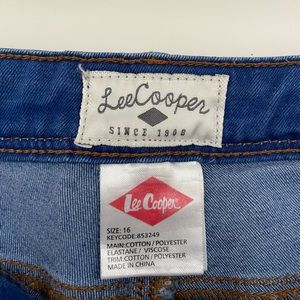 LeeCooper
SINCE 1908
Lee Cooper
SIZE: 16
KEYCODE:853249
MAIN:COTTON / POLYESTER
ELASTANE / VISCOSE
TRIM:COTTON / POLYESTER
MADE IN CHINA